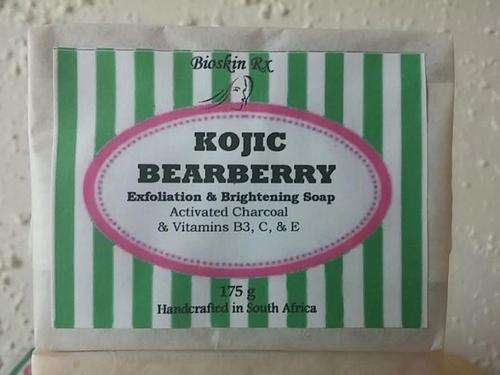 Bioskin Rx
KOJIC
BEARBERRY
Exfoliation & Brightening Soap
Activated Charcoal
& Vitamins B3, C, & E
175 g
Handcrafted in South Africa